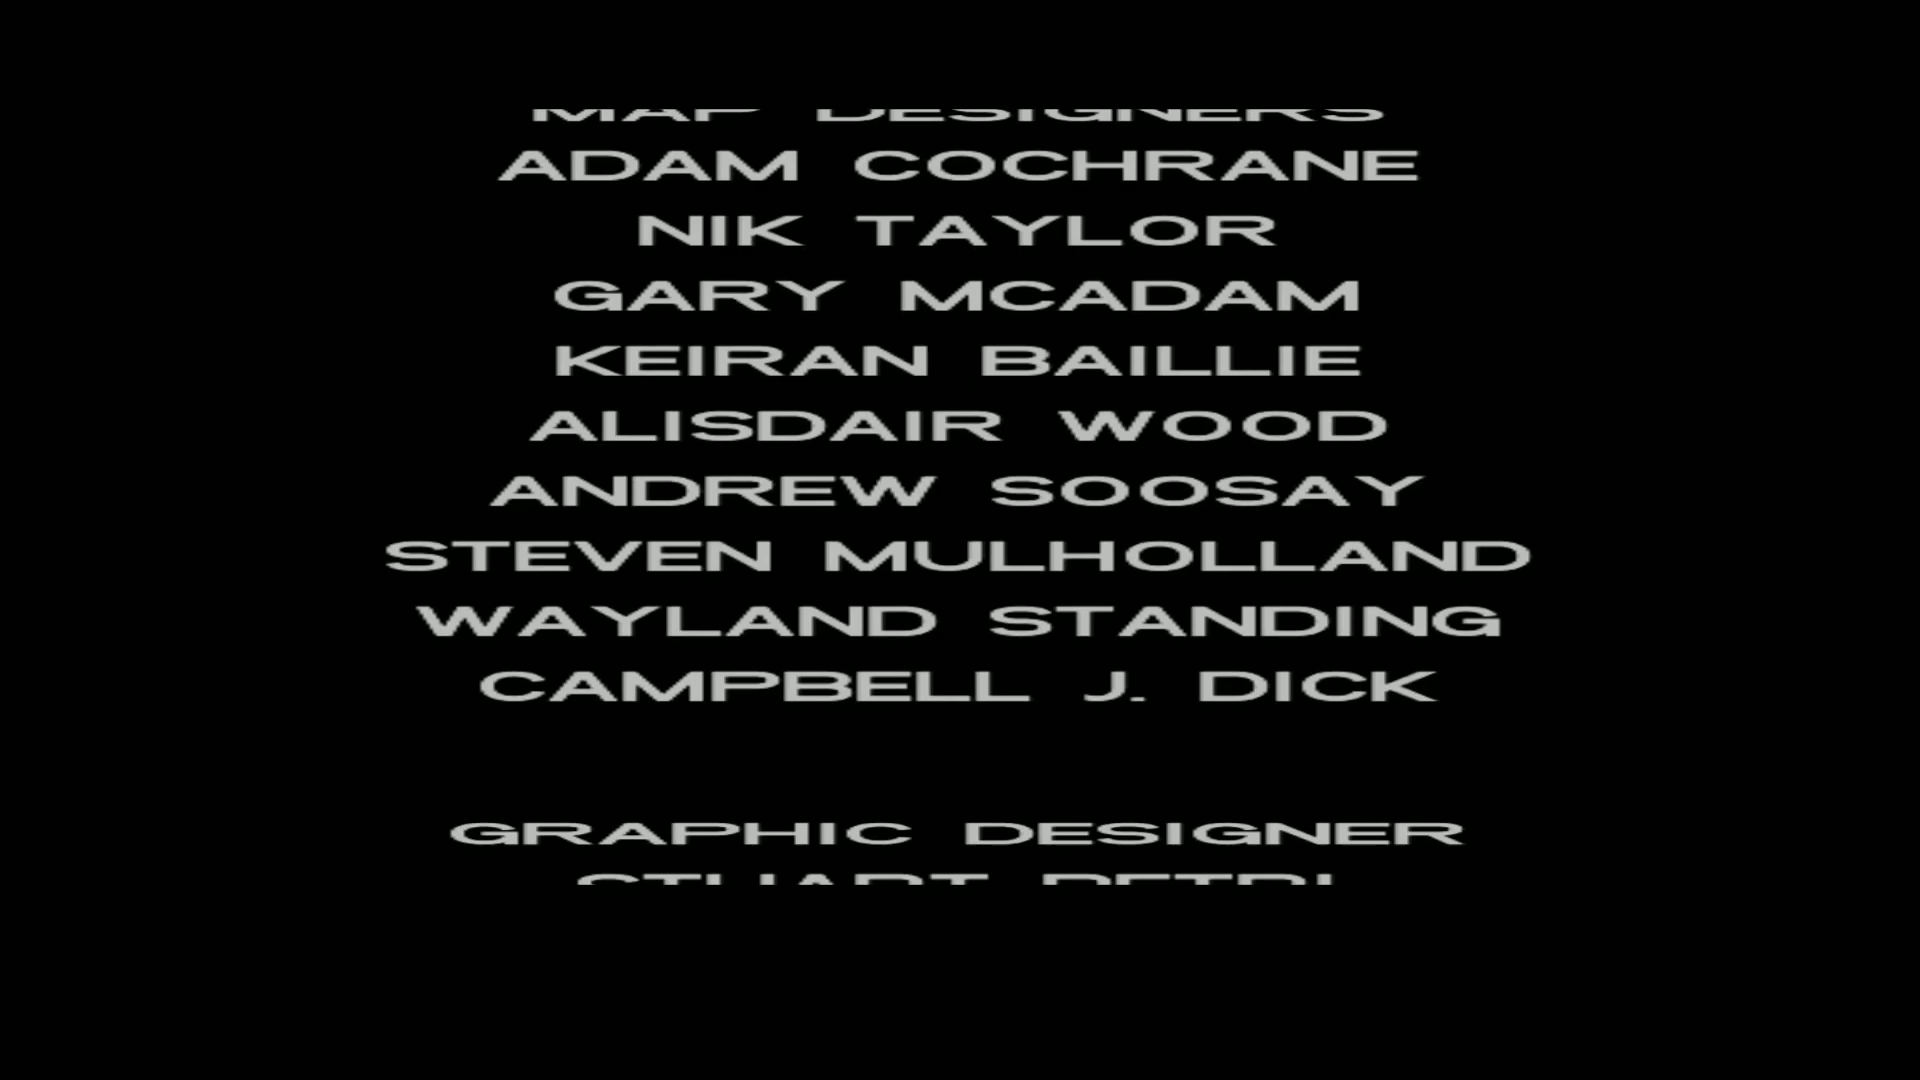 MAP DESIGNERS
ADAM COCHRANE
NIK TAYLOR
GARY MCADAM
KEIRAN BAILLIE
ALISDAIR WOOD
ANDREW SOOSAY
STEVEN MULHOLLAND
WAYLAND STANDING
CAMPBELL J. DICK
GRAPHIC DESIGNER
STUART PETRI